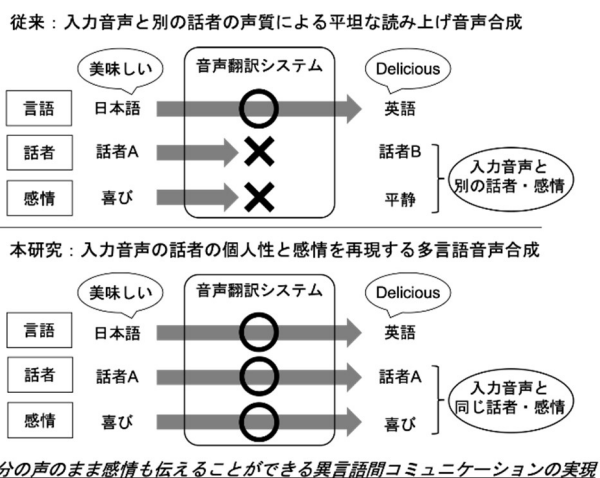 従来：入力音声と別の話者の声質による平坦な読み上げ音声合成
美味しい
音声翻訳システム
Delicious
言語
日本語
英語
話者
話者A
話者B
感情
喜び
平静
入力音声と
別の話者・感情
本研究：入力音声の話者の個人性と感情を再現する多言語音声合成
美味しい
音声翻訳システム
Delicious
言語
日本語
英語
話者
話者A
話者A
感情
喜び
喜び
入力音声と
同じ話者・感情
分の声のまま感情も伝えることができる異言語間コミュニケーションの実現